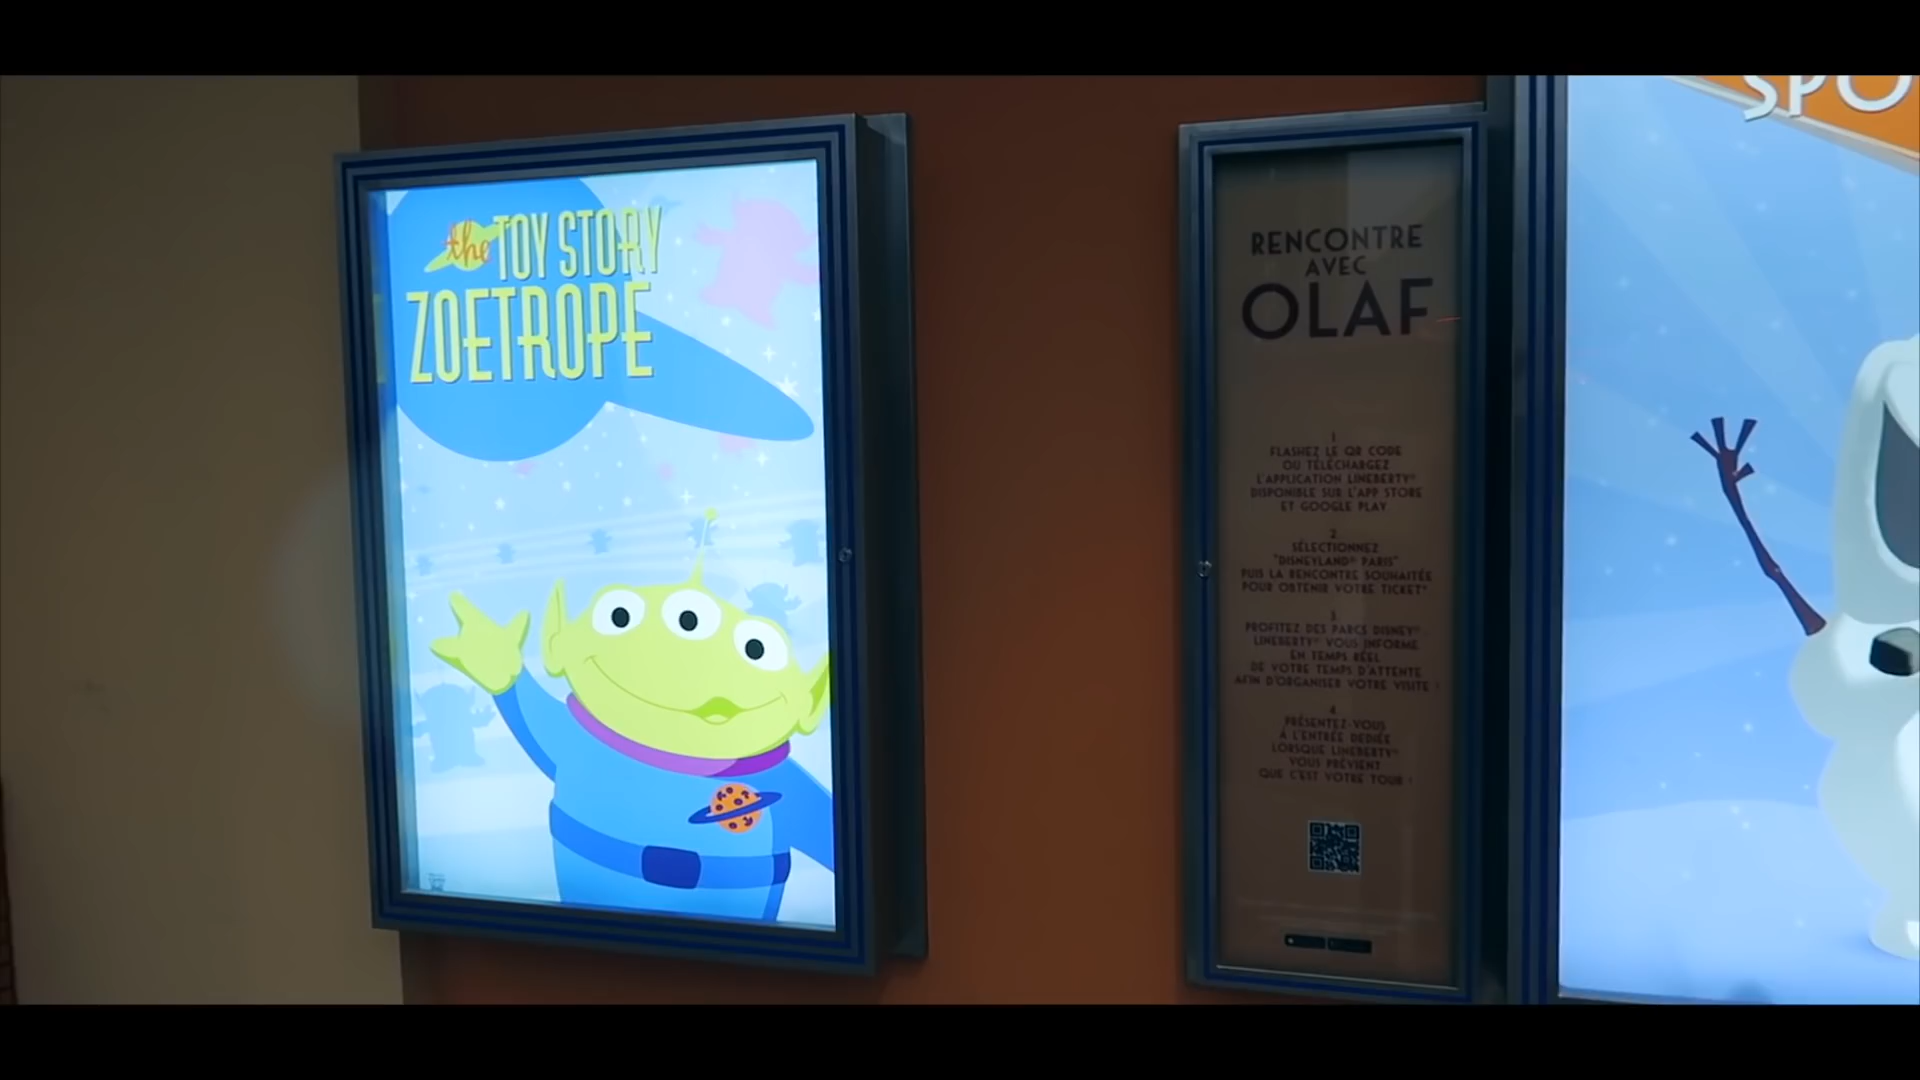 the TOY STORY
ZOETROPE
RENCONTRE
AVEC
OLAF
1
FLASHEZ LE QR CODE
OU TÉLÉCHARGEZ
L'APPLICATION LINEBERTY®
DISPONIBLE SUR L'APP STORE
ET GOOGLE PLAY
2
SÉLECTIONNEZ
"DISNEYLAND® PARIS"
PUIS LA RENCONTRE SOUHAITÉE
POUR OBTENIR VOTRE TICKET*
3
PROFITEZ DES PARCS DISNEY®
LINEBERTY® VOUS INFORME
EN TEMPS RÉEL
DE VOTRE TEMPS D'ATTENTE
AFIN D'ORGANISER VOTRE VISITE !
4
PRÉSENTEZ-VOUS
À L'ENTRÉE DÉDIÉE
LORSQUE LINEBERTY®
VOUS PRÉVIENT
QUE C'EST VOTRE TOUR !
SPO